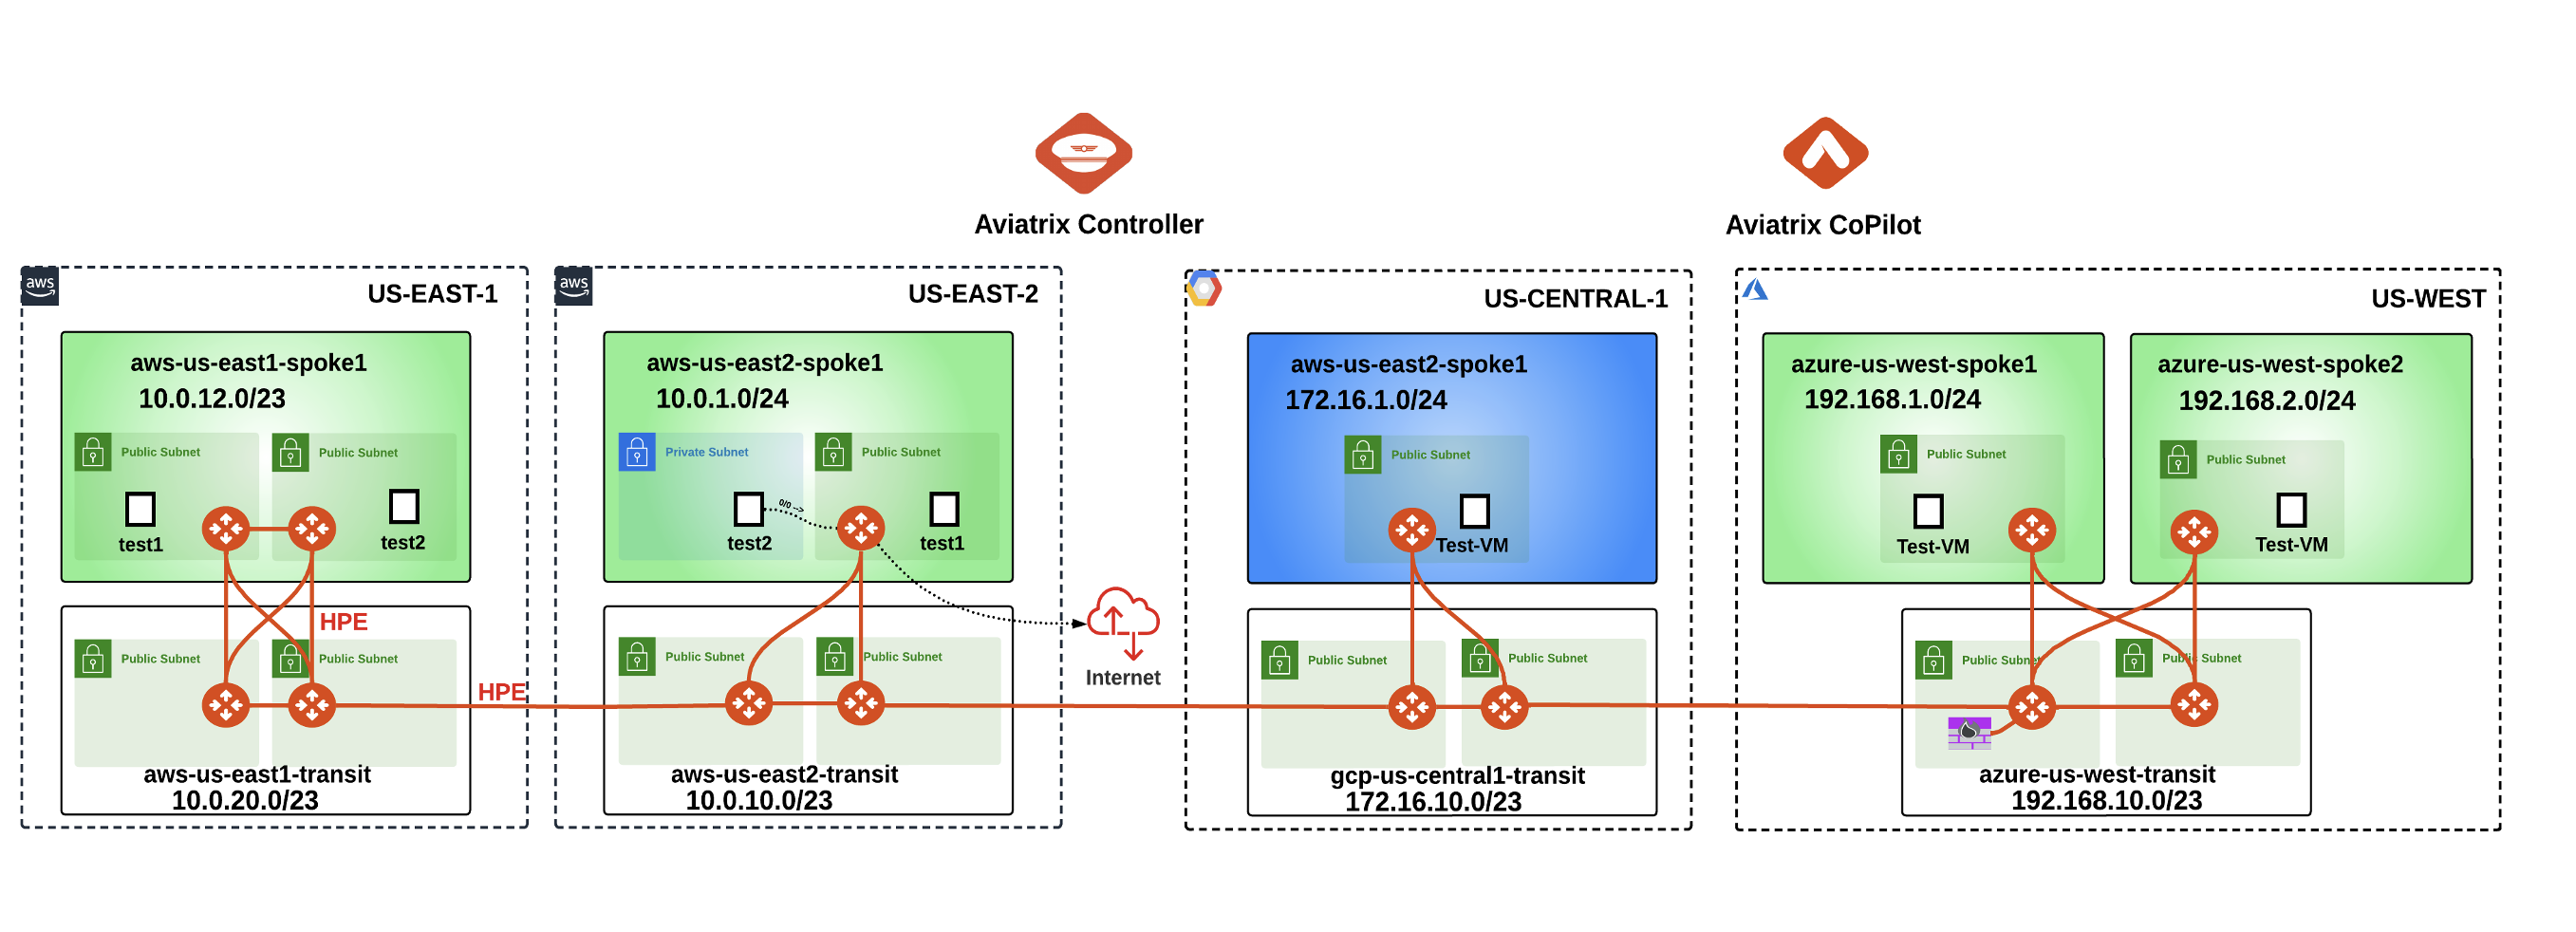 Aviatrix Controller
Aviatrix CoPilot
aws
US-EAST-1
aws-us-east1-spoke1
10.0.12.0/23
Public Subnet
Public Subnet
test1
test2
HPE
Public Subnet
Public Subnet
HPE
aws-us-east1-transit
10.0.20.0/23
aws
US-EAST-2
aws-us-east2-spoke1
10.0.1.0/24
Private Subnet
Public Subnet
0/0 -->
test2
test1
Public Subnet
Public Subnet
aws-us-east2-transit
10.0.10.0/23
Internet
US-CENTRAL-1
aws-us-east2-spoke1
172.16.1.0/24
Public Subnet
Test-VM
Public Subnet
Public Subnet
gcp-us-central1-transit
172.16.10.0/23
US-WEST
azure-us-west-spoke1
192.168.1.0/24
Public Subnet
Test-VM
azure-us-west-spoke2
192.168.2.0/24
Public Subnet
Test-VM
Public Subnet
Public Subnet
azure-us-west-transit
192.168.10.0/23